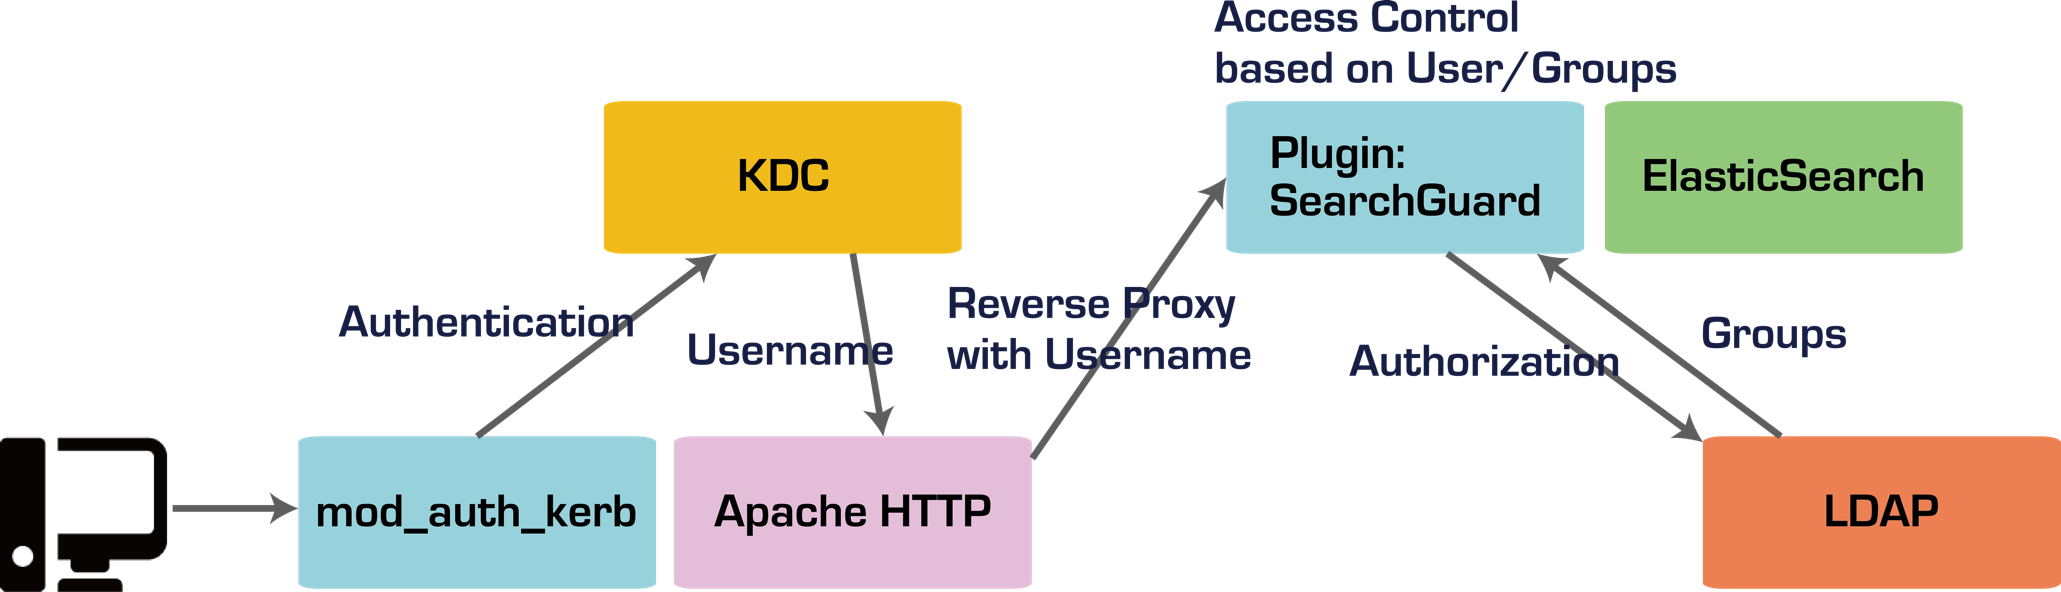 Access Control
based on User/Groups
KDC
Plugin:
SearchGuard
ElasticSearch
Authentication
Username
Reverse Proxy
with Username
Authorization
Groups
mod_auth_kerb
Apache HTTP
LDAP